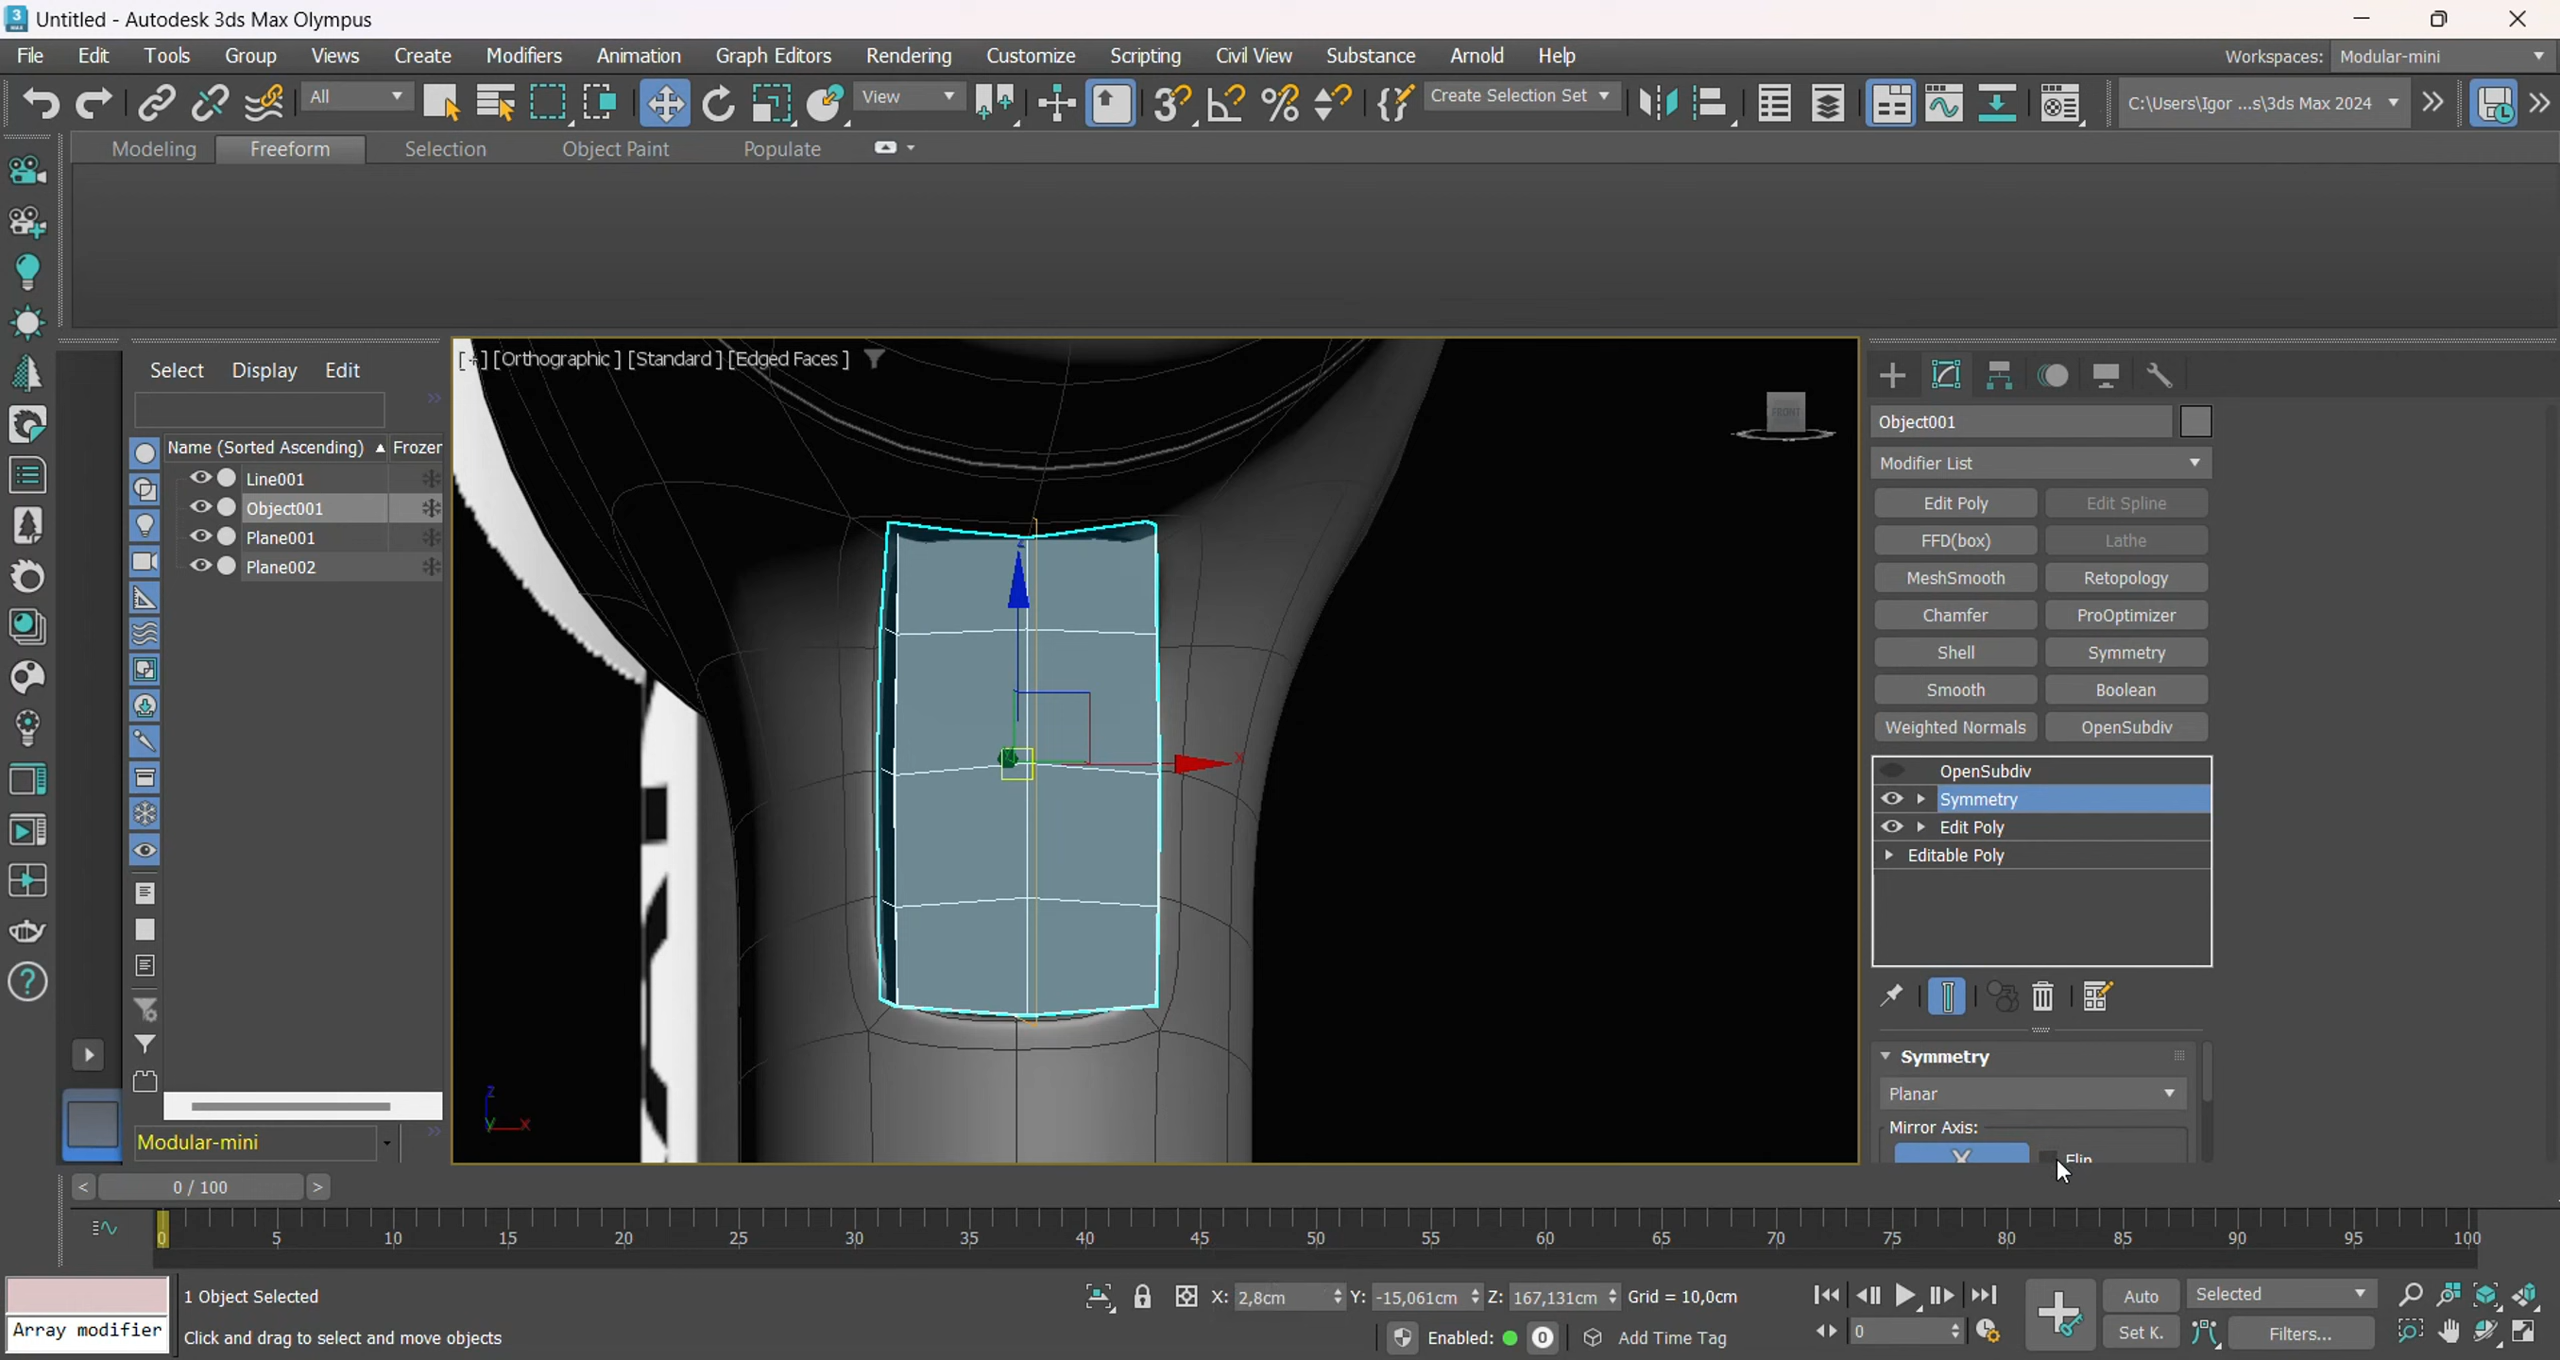 Untitled - Autodesk 3ds Max Olympus
File Edit Tools Group Views Create Modifiers Animation Graph Editors Rendering Customize Scripting Civil View Substance Arnold Help
Workspaces: Modular-mini
All
View
Create Selection Set
C:\Users\Igor ...s\3ds Max 2024
Modeling Freeform Selection Object Paint Populate
Select Display Edit
Name (Sorted Ascending) Frozen
Line001
Object001
Plane001
Plane002
Modular-mini
[+] [Orthographic ] [Standard ] [Edged Faces ]
FRONT
Z
X
Z
Y
X
Object001
Modifier List
Edit Poly Edit Spline
FFD(box) Lathe
MeshSmooth Retopology
Chamfer ProOptimizer
Shell Symmetry
Smooth Boolean
Weighted Normals OpenSubdiv
OpenSubdiv
Symmetry
Edit Poly
Editable Poly
Symmetry
Planar
Mirror Axis:
X Flip
< 0 / 100 >
0 5 10 15 20 25 30 35 40 45 50 55 60 65 70 75 80 85 90 95 100
Array modifier
1 Object Selected
Click and drag to select and move objects
X: 2,8cm Y: -15,061cm Z: 167,131cm Grid = 10,0cm
Enabled: 0 Add Time Tag
0
Auto Selected
Set K. Filters...